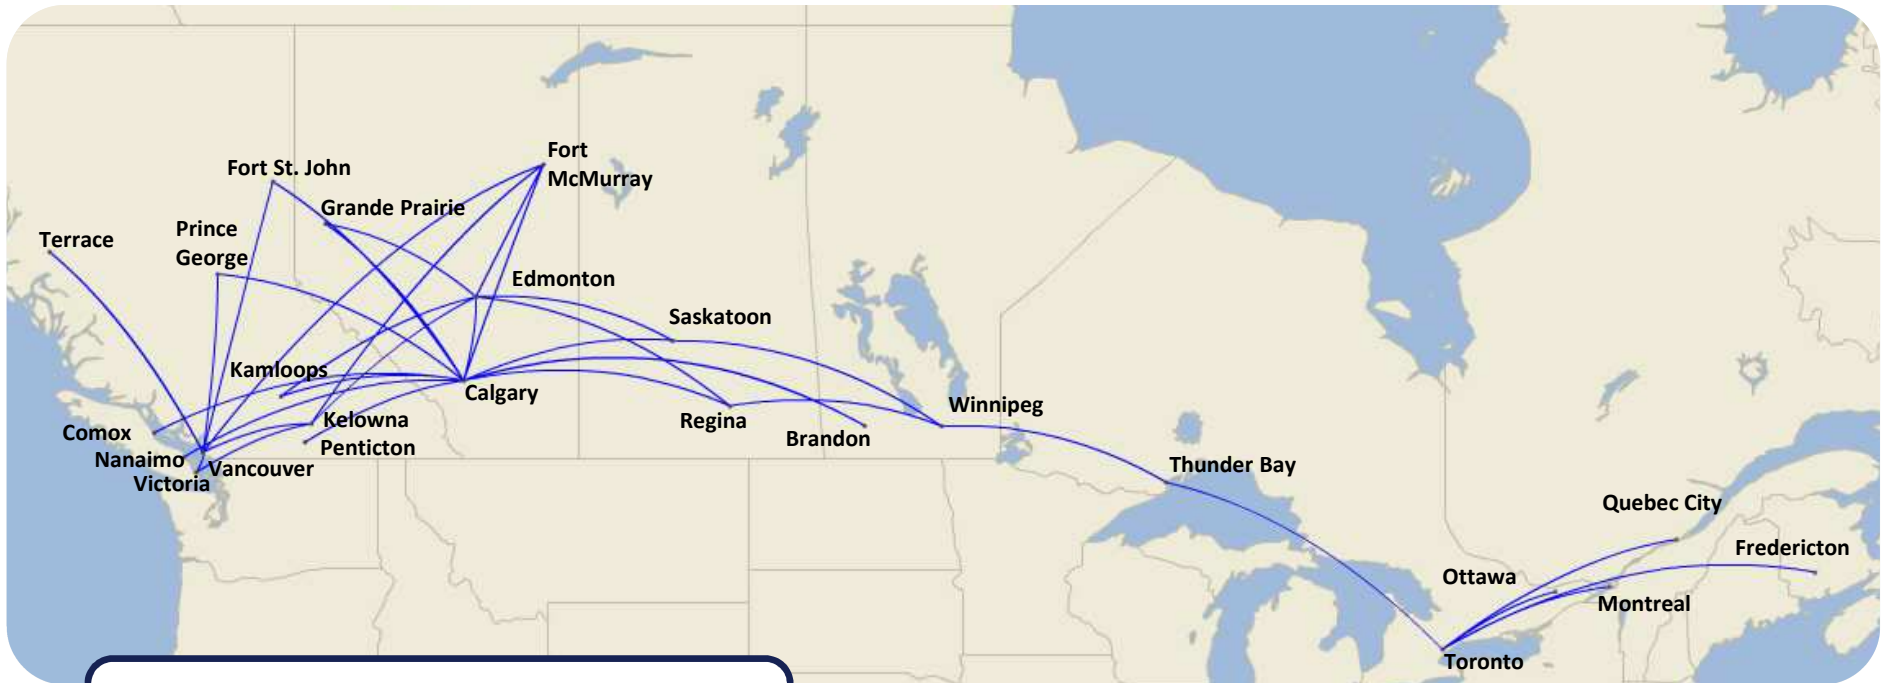 Fort
McMurray
Fort St. John
Grande Prairie
Prince
George
Terrace
Edmonton
Saskatoon
Kamloops
Calgary
Winnipeg
Kelowna
Regina
Comox
Brandon
Penticton
Nanaimo
Vancouver
Victoria
Thunder Bay
Quebec City
Fredericton
Ottawa
Montreal
Toronto